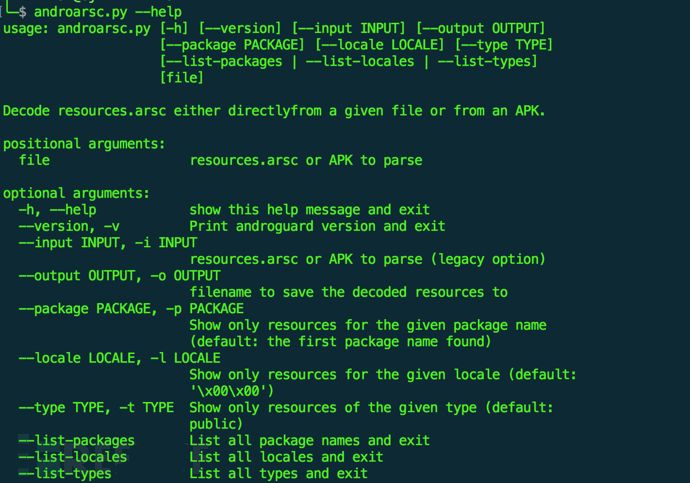 $ androarsc.py --help
usage: androarsc.py [-h] [--version] [--input INPUT] [--output OUTPUT]
                    [--package PACKAGE] [--locale LOCALE] [--type TYPE]
                    [--list-packages | --list-locales | --list-types]
                    [file]

Decode resources.arsc either directlyfrom a given file or from an APK.

positional arguments:
  file                  resources.arsc or APK to parse

optional arguments:
  -h, --help            show this help message and exit
  --version, -v         Print androguard version and exit
  --input INPUT, -i INPUT
                        resources.arsc or APK to parse (legacy option)
  --output OUTPUT, -o OUTPUT
                        filename to save the decoded resources to
  --package PACKAGE, -p PACKAGE
                        Show only resources for the given package name
                        (default: the first package name found)
  --locale LOCALE, -l LOCALE
                        Show only resources for the given locale (default:
                        '\x00\x00')
  --type TYPE, -t TYPE  Show only resources of the given type (default:
                        public)
  --list-packages       List all package names and exit
  --list-locales        List all locales and exit
  --list-types          List all types and exit